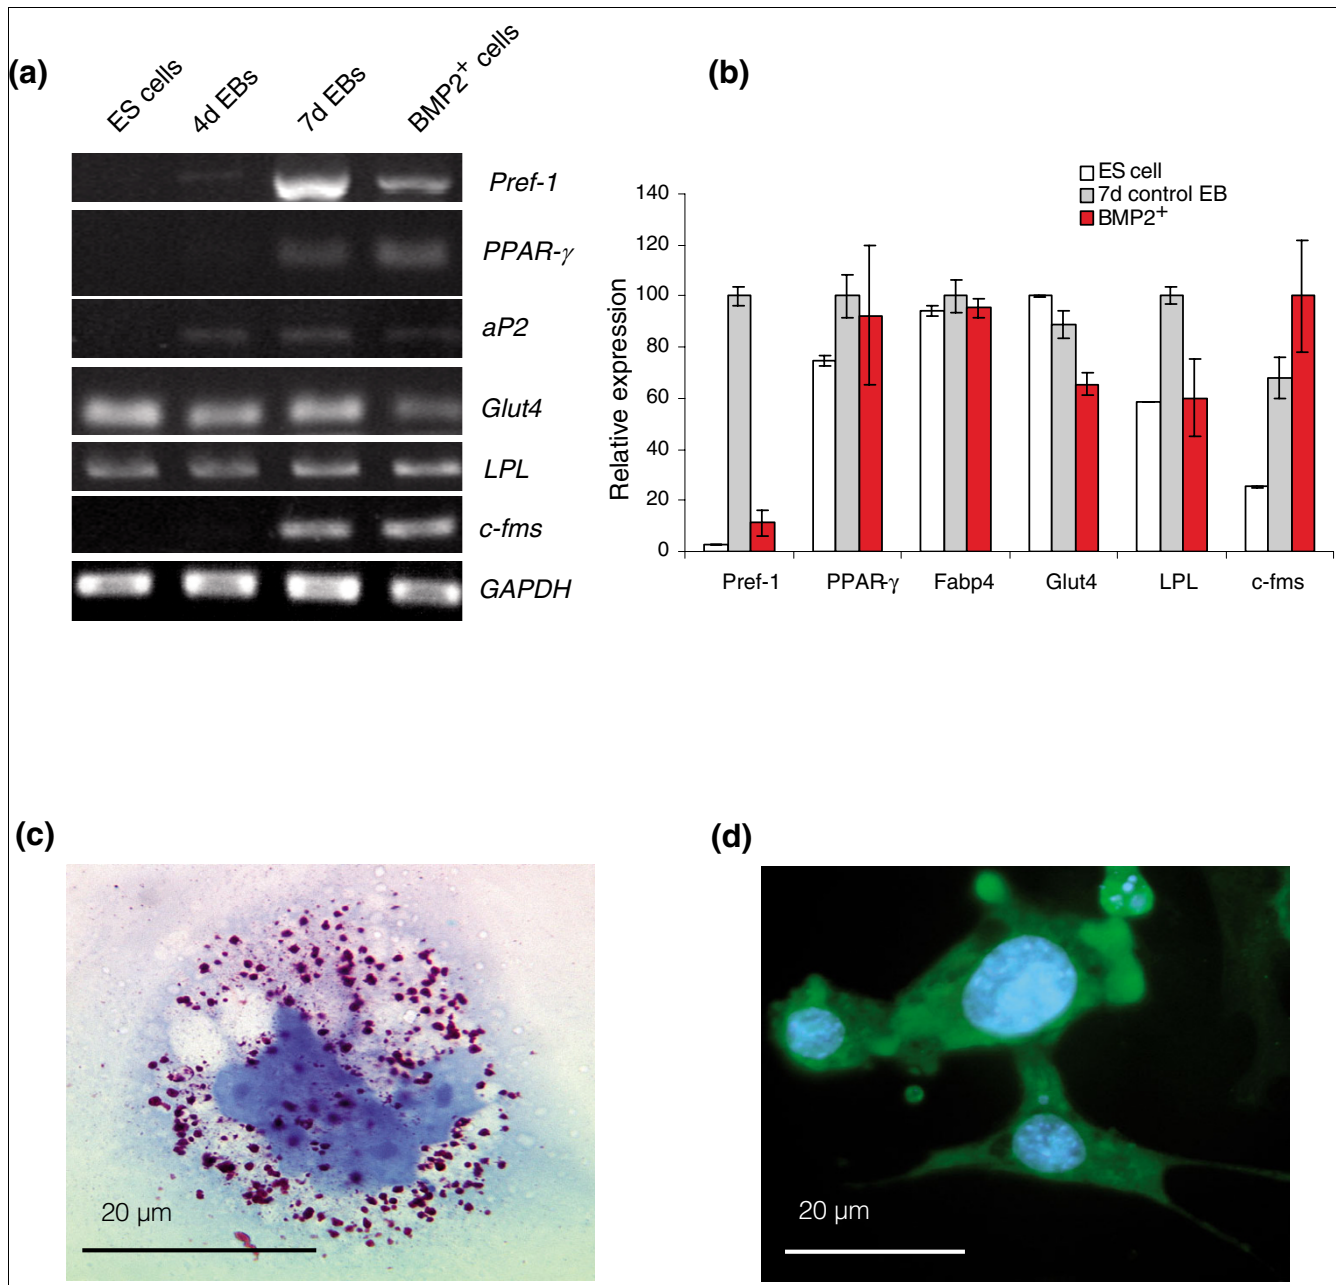 (a)
ES cells
4d EBs
7d EBs
BMP2+ cells
Pref-1
PPAR-γ
aP2
Glut4
LPL
c-fms
GAPDH
(b)
ES cell
7d control EB
BMP2+
Relative expression
140
120
100
80
60
40
20
0
Pref-1 PPAR-γ Fabp4 Glut4 LPL c-fms
(c)
20 μm
(d)
20 μm